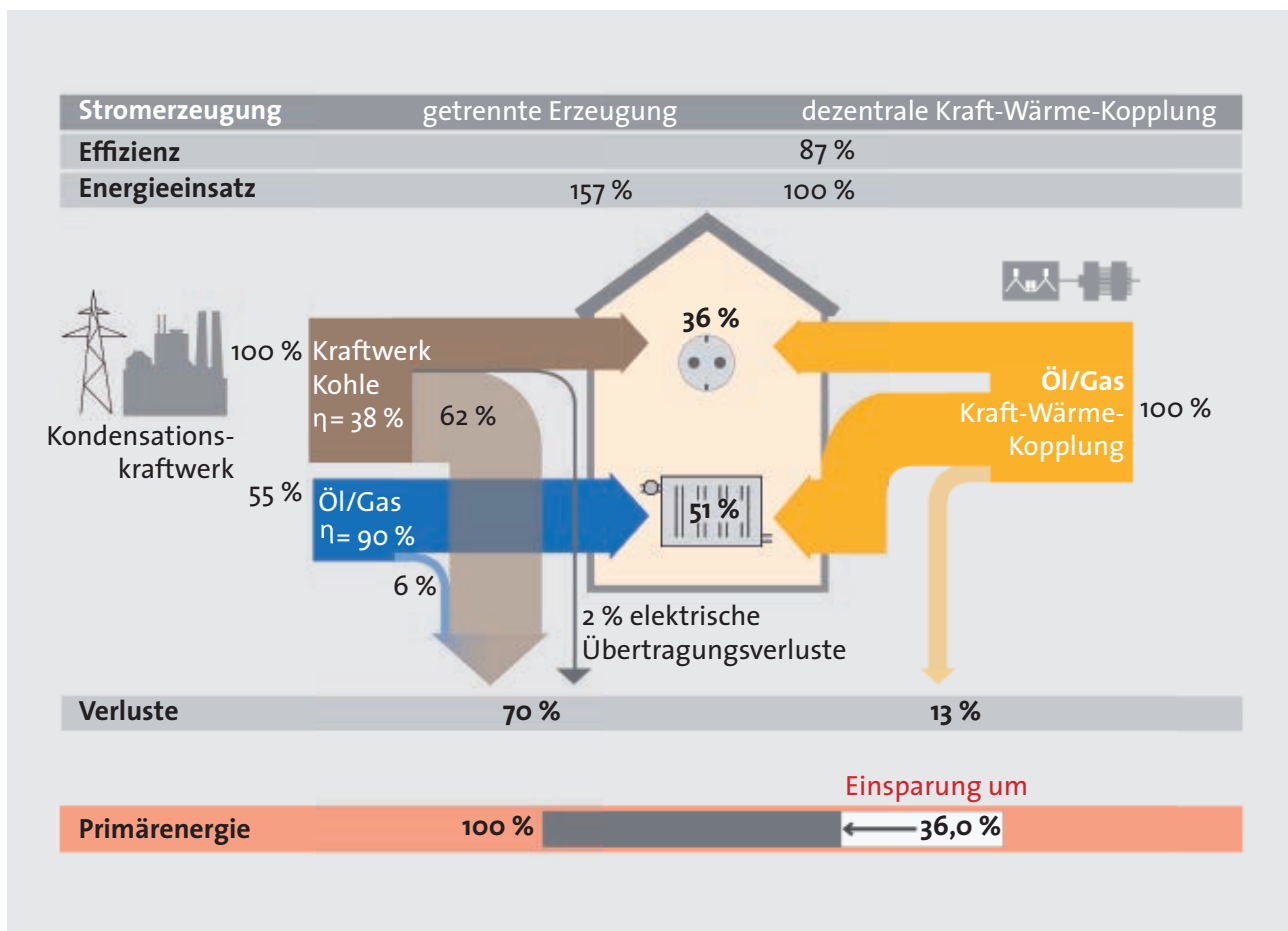 Stromerzeugung getrennte Erzeugung dezentrale Kraft-Wärme-Kopplung
Effizienz 87 %
Energieeinsatz 157 % 100 %
36 %
100 % Kraftwerk
Kohle
η = 38 % 62 %
Kondensations-
kraftwerk
Öl/Gas
Kraft-Wärme-
Kopplung
100 %
55 % Öl/Gas
η = 90 %
51 %
6 %
2 % elektrische
Übertragungsverluste
Verluste 70 % 13 %
Einsparung um
Primärenergie 100 % 36,0 %